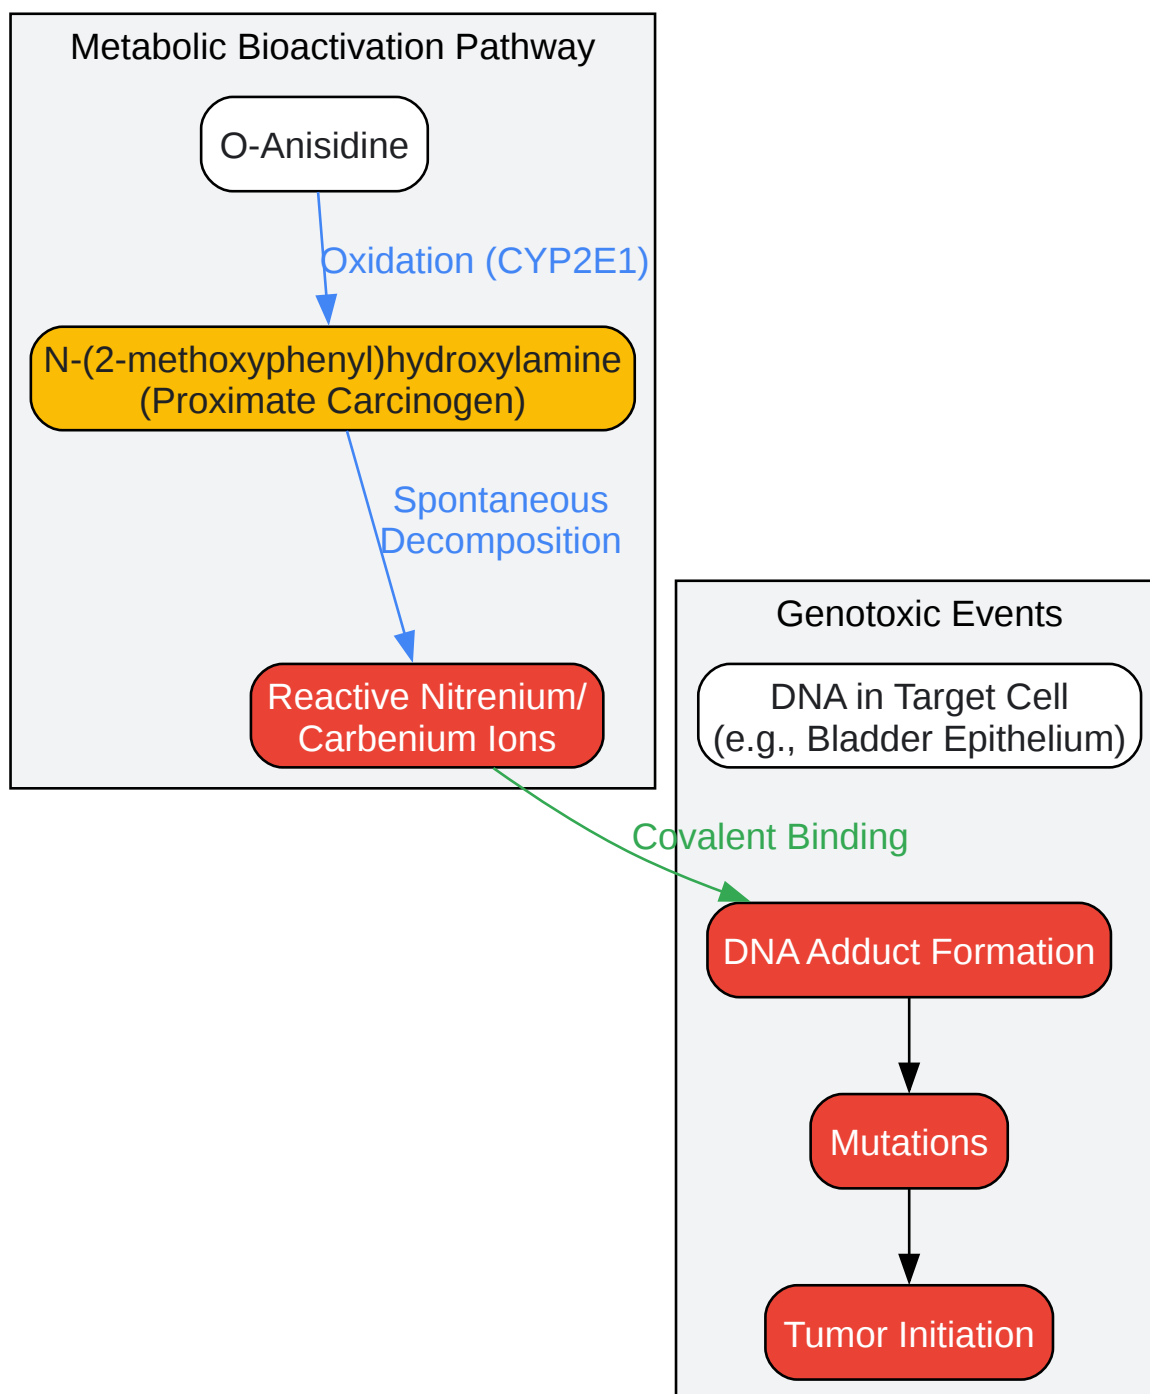 Metabolic Bioactivation Pathway
O-Anisidine
Oxidation (CYP2E1)
N-(2-methoxyphenyl)hydroxylamine
(Proximate Carcinogen)
Spontaneous
Decomposition
Reactive Nitrenium/
Carbenium Ions
Genotoxic Events
DNA in Target Cell
(e.g., Bladder Epithelium)
Covalent Binding
DNA Adduct Formation
Mutations
Tumor Initiation